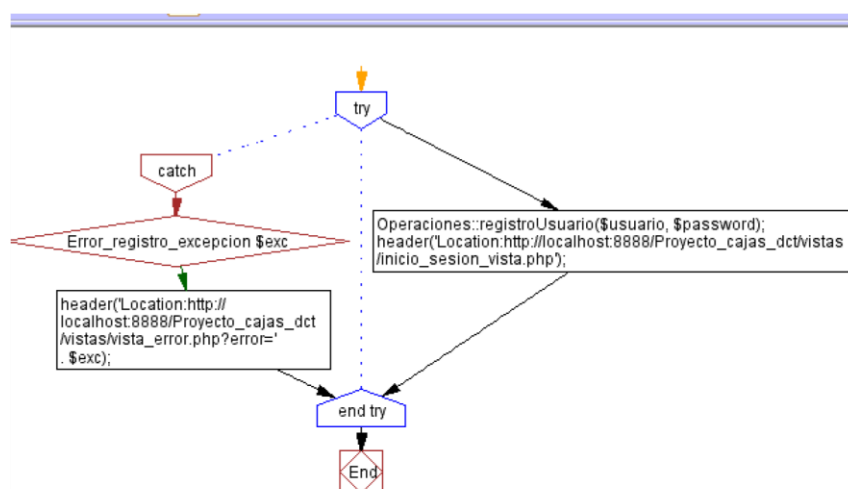 try
catch
Error_registro_excepcion $exc
Operaciones::registroUsuario($usuario, $password);
header('Location:http://localhost:8888/Proyecto_cajas_dct/vistas
/inicio_sesion_vista.php');
header('Location:http://
localhost:8888/Proyecto_cajas_dct
/vistas/vista_error.php?error='
. $exc);
end try
End